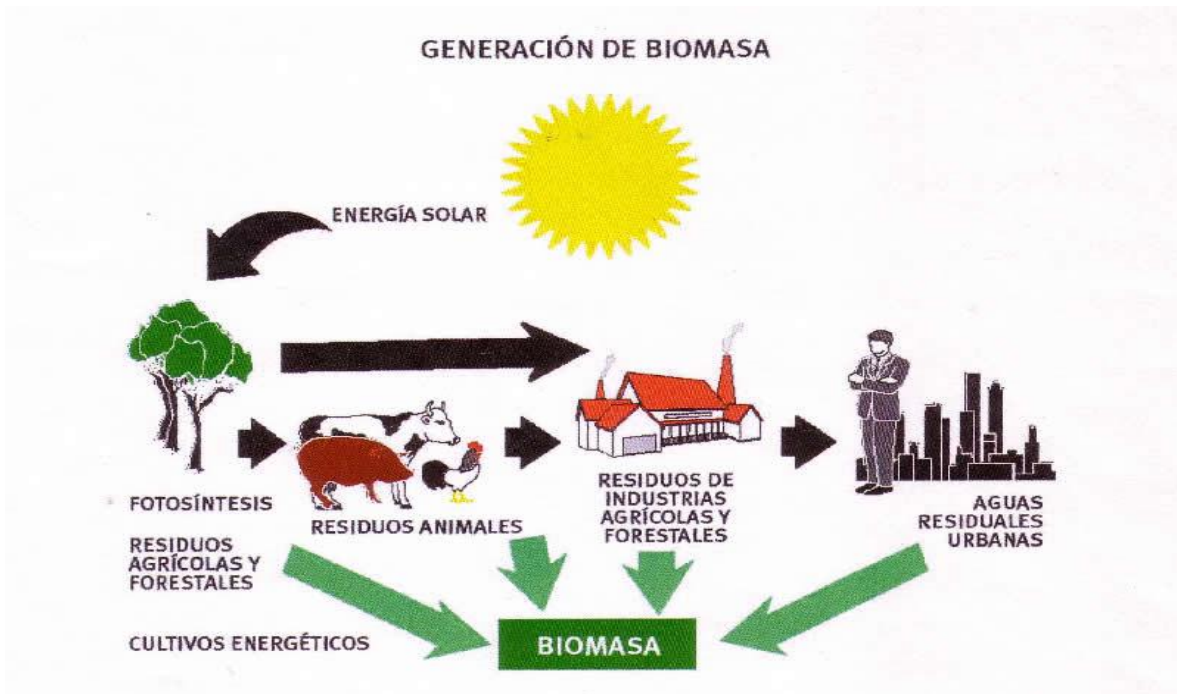 GENERACIÓN DE BIOMASA
ENERGÍA SOLAR
FOTOSÍNTESIS
RESIDUOS
AGRÍCOLAS Y
FORESTALES
CULTIVOS ENERGÉTICOS
RESIDUOS ANIMALES
RESIDUOS DE
INDUSTRIAS
AGRÍCOLAS Y
FORESTALES
AGUAS
RESIDUALES
URBANAS
BIOMASA